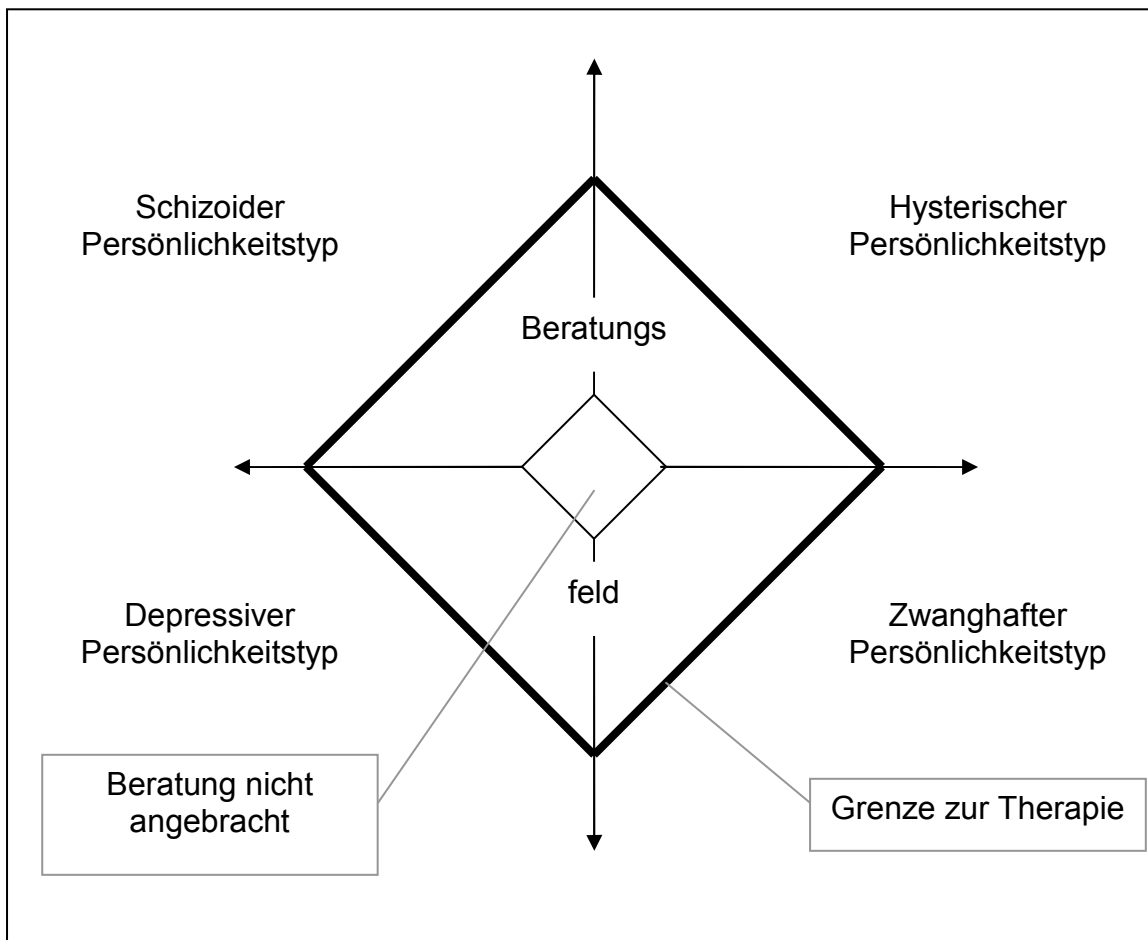 Schizoider
Persönlichkeitstyp
Hysterischer
Persönlichkeitstyp
Beratungs
feld
Depressiver
Persönlichkeitstyp
Zwanghafter
Persönlichkeitstyp
Beratung nicht
angebracht
Grenze zur Therapie